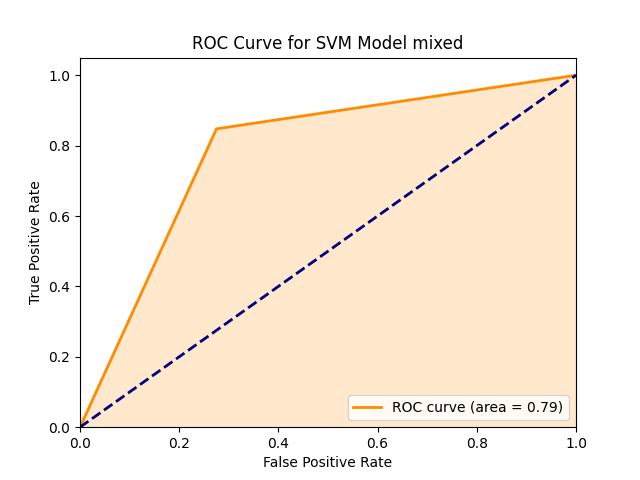 ROC Curve for SVM Model mixed
True Positive Rate
1.0
0.8
0.6
0.4
0.2
0.0
ROC curve (area = 0.79)
0.0 0.2 0.4 0.6 0.8 1.0
False Positive Rate